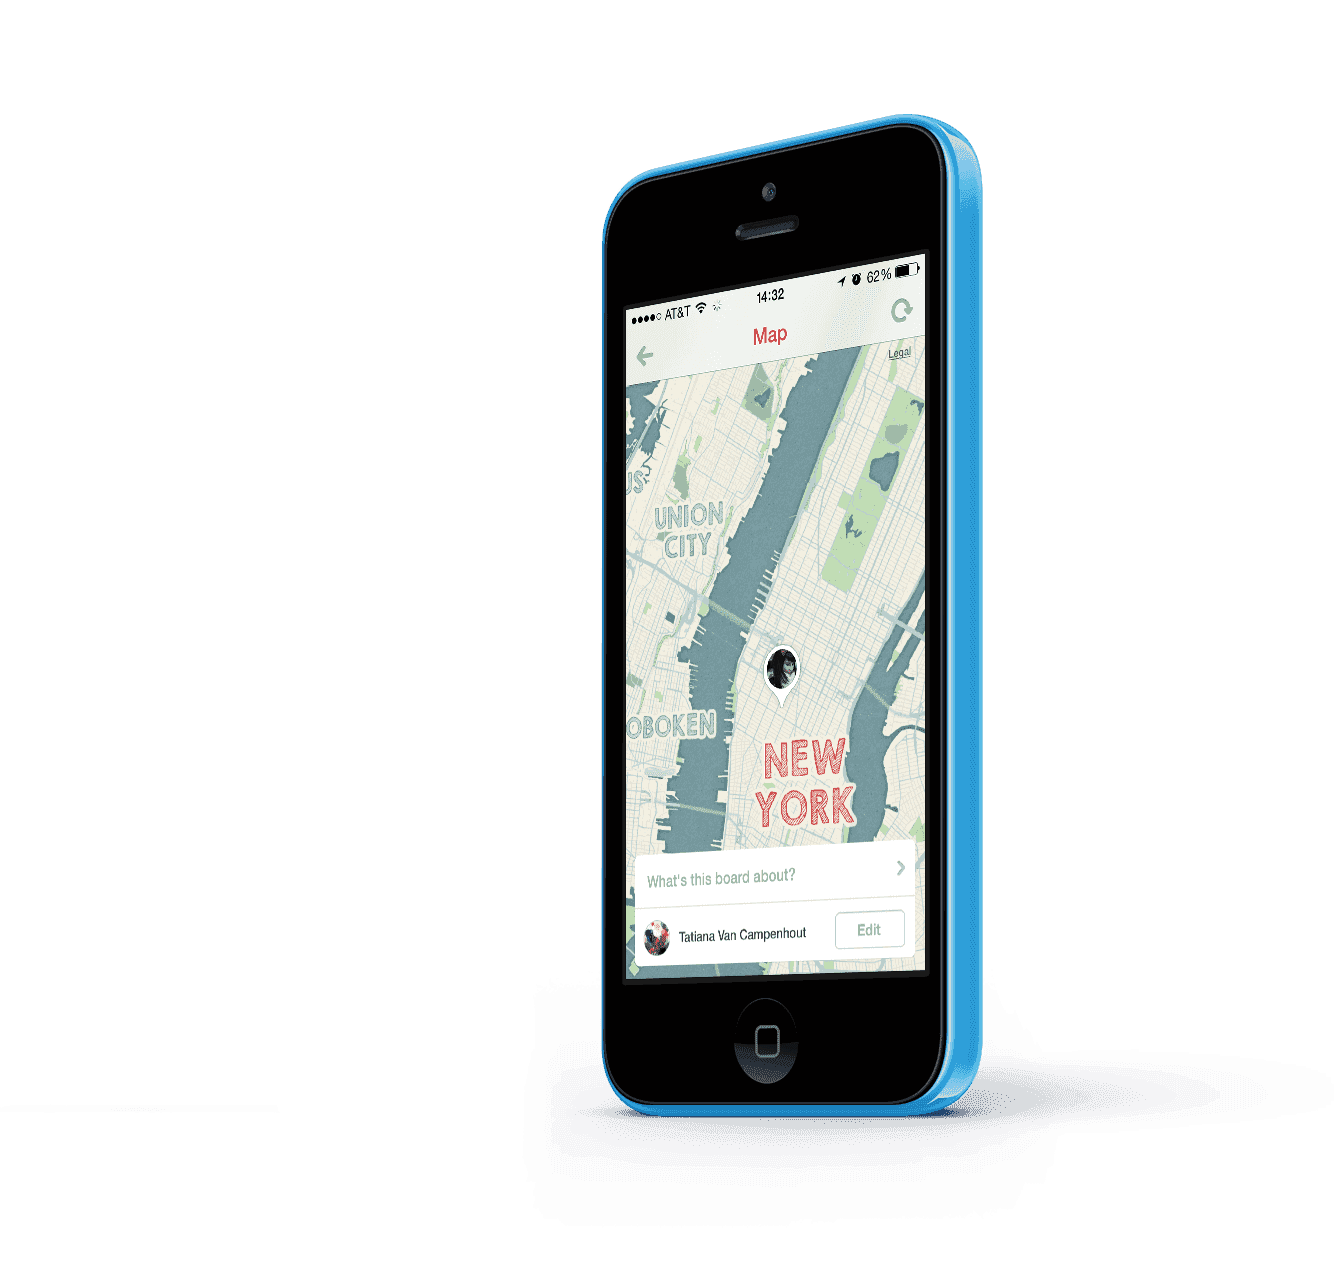 AT&T 14:32 62%
Map
Legal
US
UNION
CITY
OBOKEN
NEW
YORK
What's this board about?
Tatiana Van Campenhout Edit